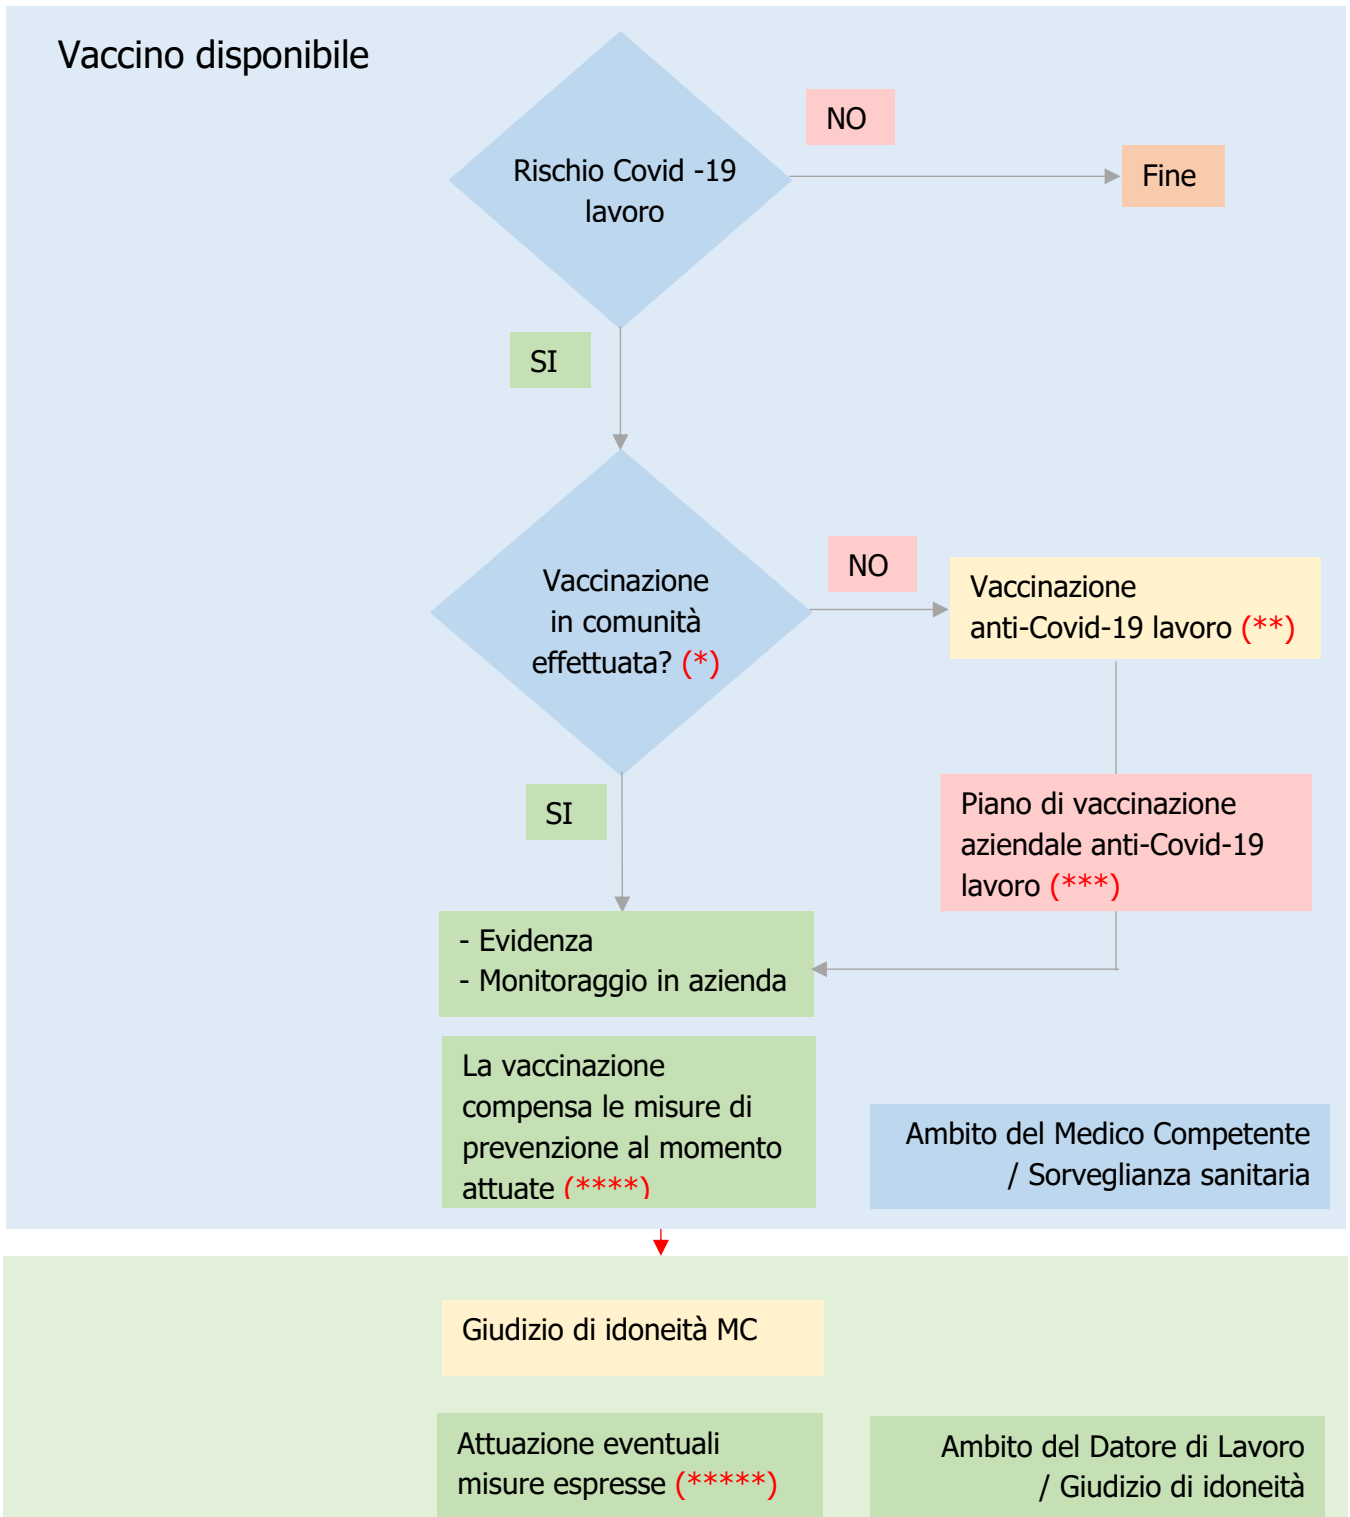 Vaccino disponibile
NO
Rischio Covid -19
lavoro
Fine
SI
Vaccinazione
in comunità
effettuata? (*)
NO
Vaccinazione
anti-Covid-19 lavoro (**)
SI
Piano di vaccinazione
aziendale anti-Covid-19
lavoro (***)
- Evidenza
- Monitoraggio in azienda
La vaccinazione
compensa le misure di
prevenzione al momento
attuate (****)
Ambito del Medico Competente
/ Sorveglianza sanitaria
Giudizio di idoneità MC
Attuazione eventuali
misure espresse (*****)
Ambito del Datore di Lavoro
/ Giudizio di idoneità